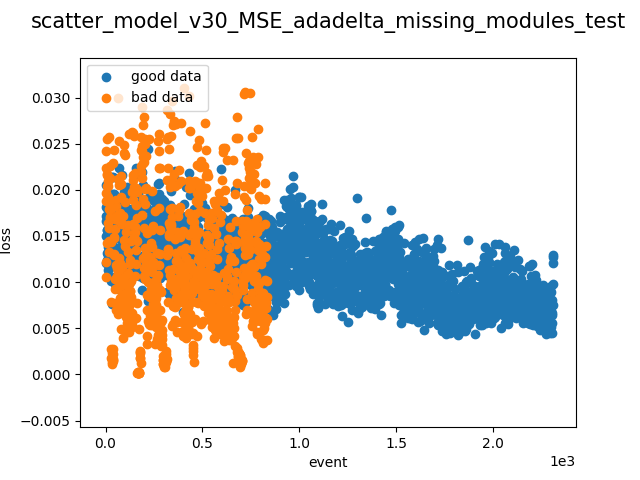 scatter_model_v30_MSE_adadelta_missing_modules_test
good data
bad data
0.030
0.025
0.020
0.015
0.010
0.005
0.000
−0.005
loss
0.0 0.5 1.0 1.5 2.0
1e3
event